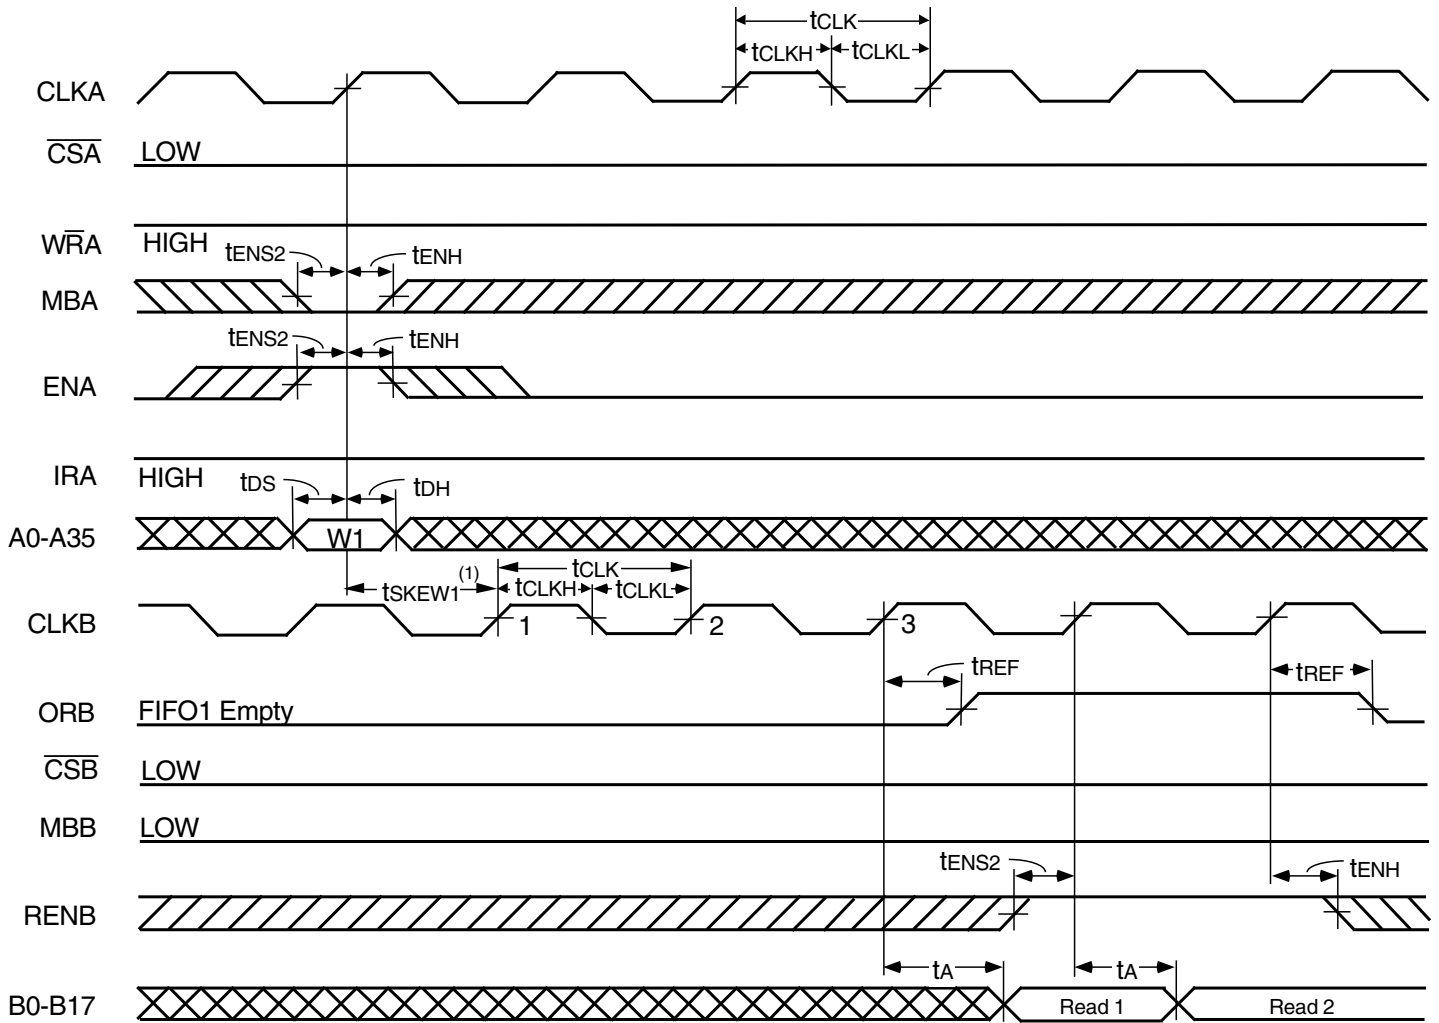 tCLK
tCLKH tCLKL
CLKA
CSA LOW
WRA HIGH
tENS2 tENH
MBA
tENS2 tENH
ENA
IRA HIGH
tDS tDH
A0-A35 W1
tSKEW1(1) tCLK
tCLKH tCLKL
CLKB 1 2 3
tREF tREF
ORB FIFO1 Empty
CSB LOW
MBB LOW
tENS2 tENH
RENB
tA tA
B0-B17 Read 1 Read 2